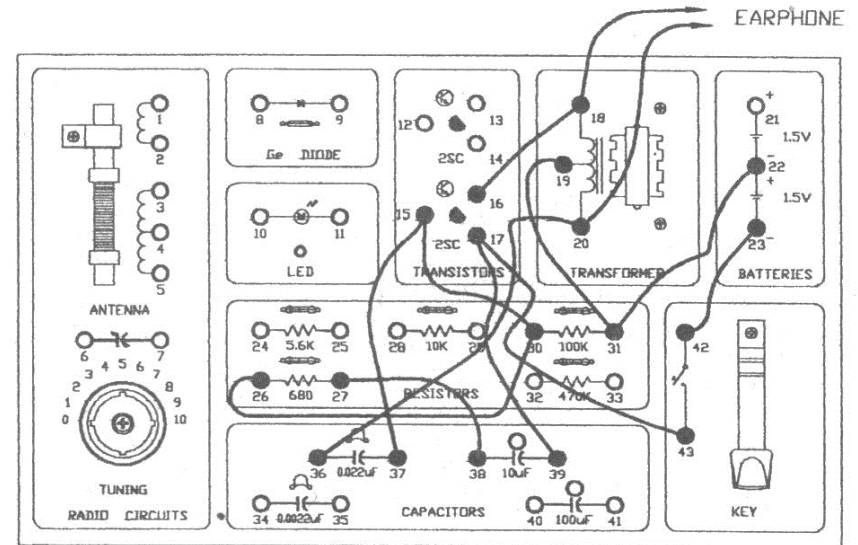 EARPHONE
1
2
3
4
5
ANTENNA
6 7
0 1 2 3 4 5 6 7 8 9 10
TUNING
RADIO CIRCUITS
8 9
Ge DIODE
10 11
LED
12 13
14
2SC
15 16
17
2SC
TRANSISTORS
18
19
20
TRANSFORMER
+
21
1.5V
-
22
+
1.5V
23 -
BATTERIES
24 5.6K 25
28 10K 29
30 100K 31
26 680 27
32 470K 33
RESISTORS
36 0.022uF 37
38 10uF 39
34 0.0022uF 35
CAPACITORS
40 100uF 41
42
43
KEY